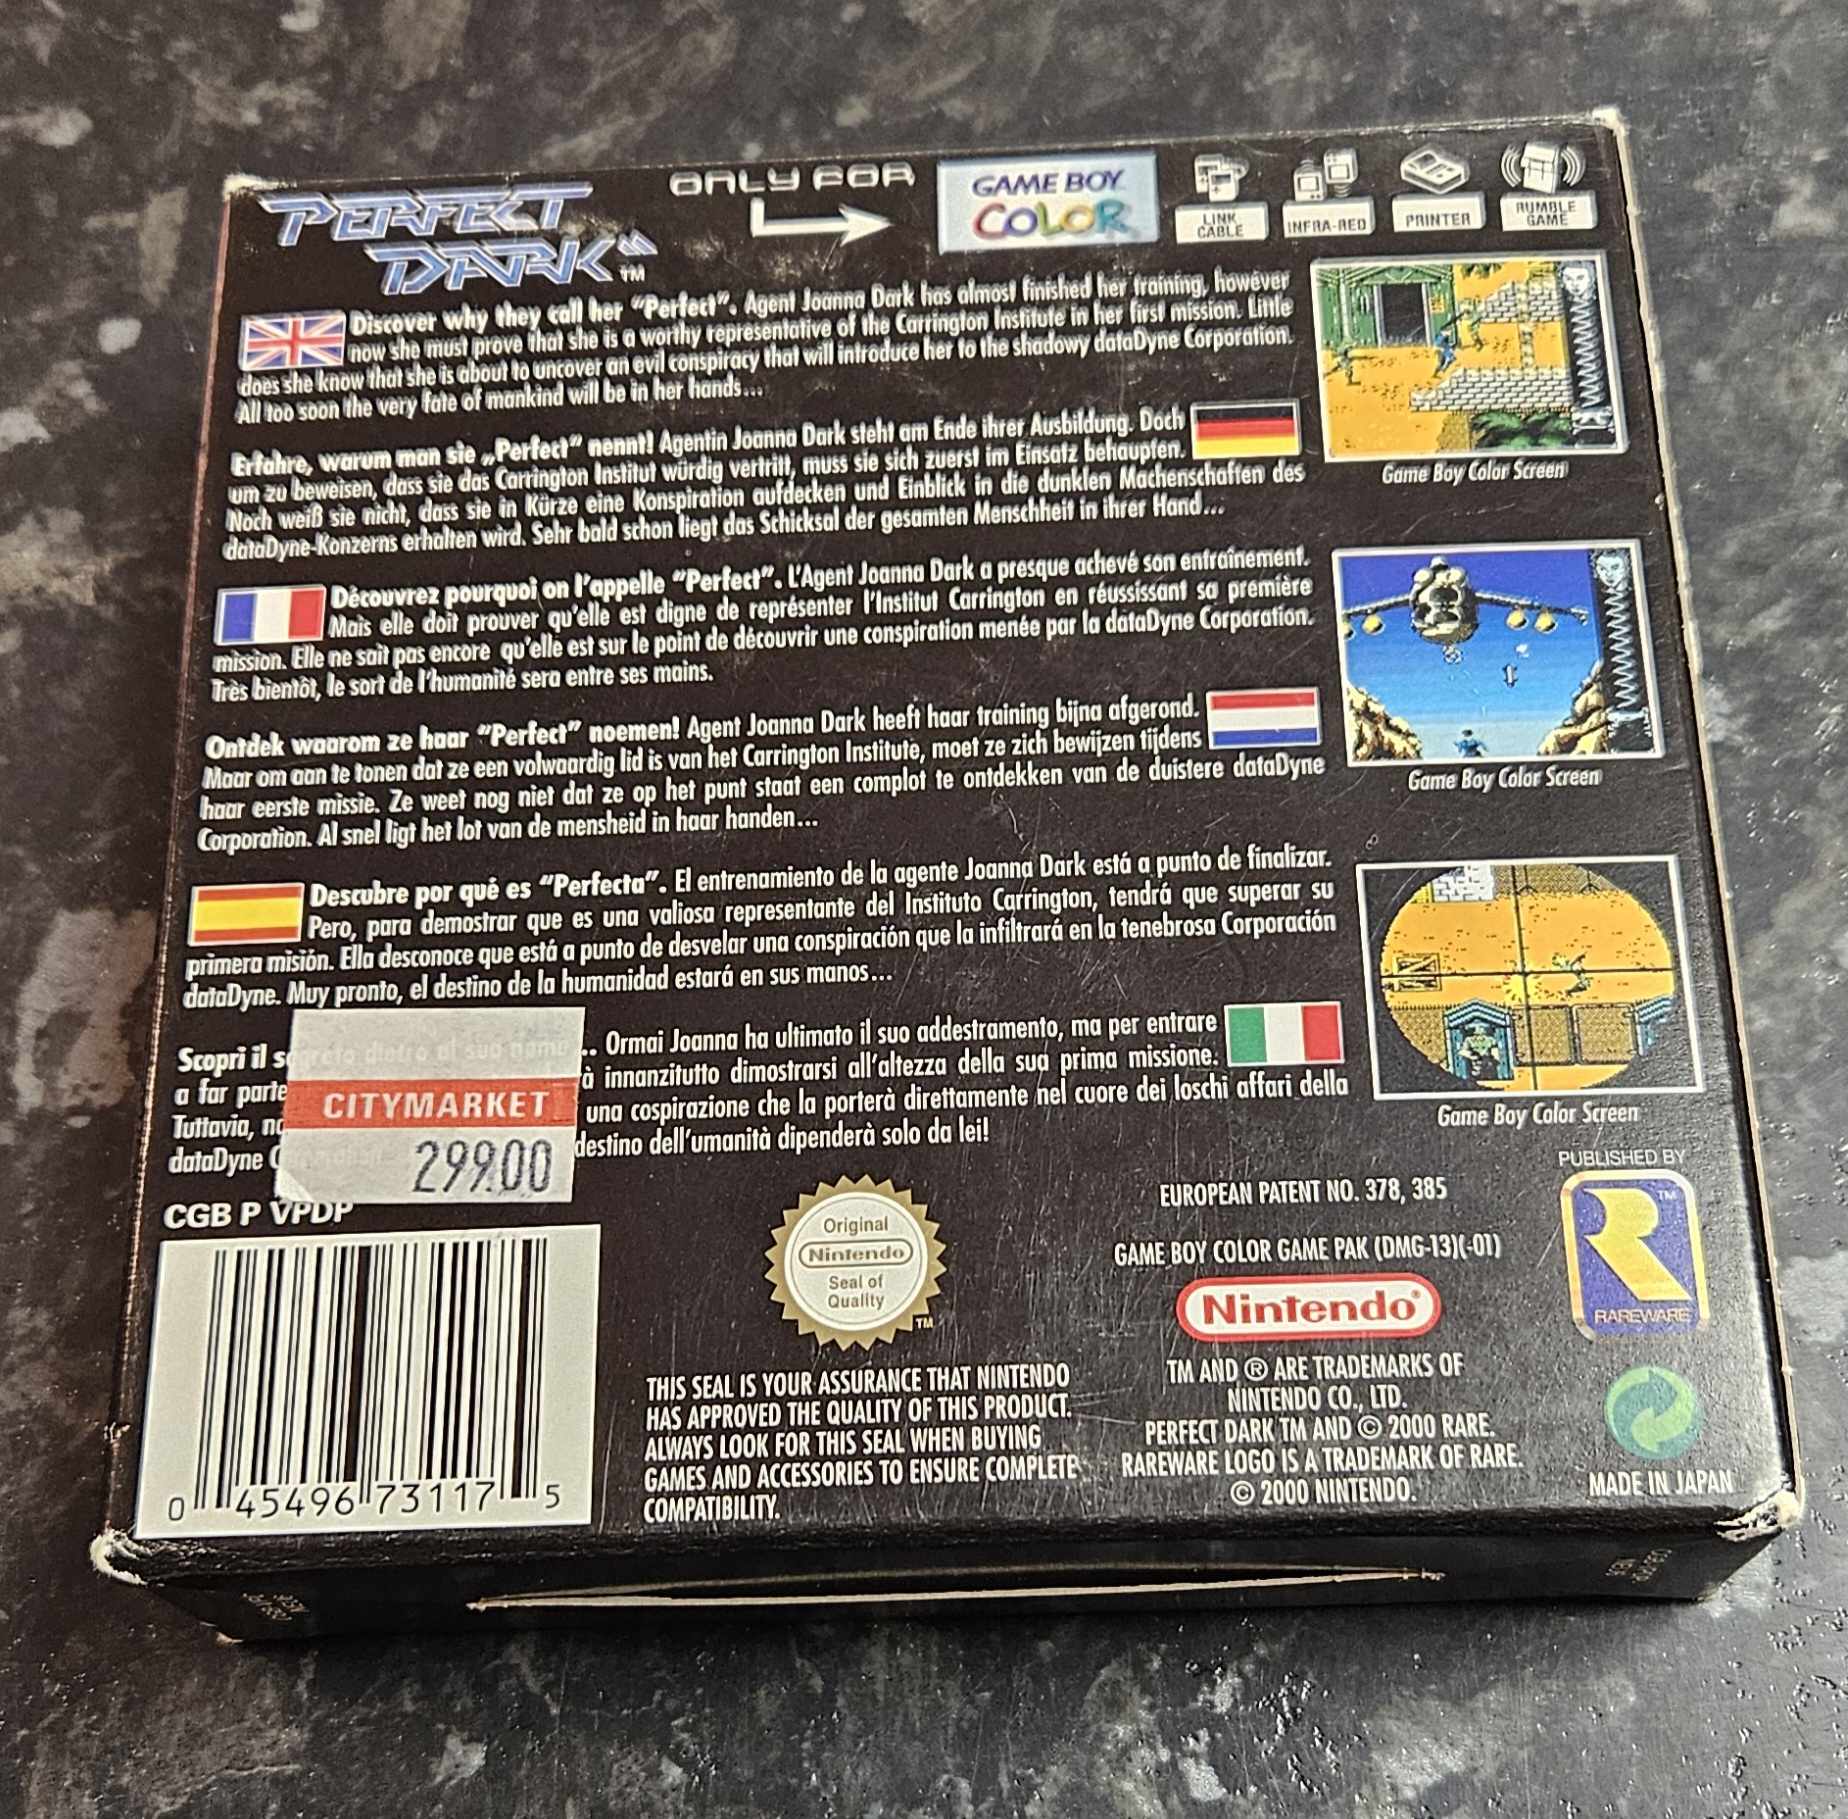 PERFECT
DARK TM
ONLY FOR
GAME BOY
COLOR
LINK
CABLE
INFRA-RED
PRINTER
RUMBLE
GAME
Discover why they call her "Perfect". Agent Joanna Dark has almost finished her training, however
now she must prove that she is a worthy representative of the Carrington Institute in her first mission. Little
does she know that she is about to uncover an evil conspiracy that will introduce her to the shadowy dataDyne Corporation.
All too soon the very fate of mankind will be in her hands...
Erfahre, warum man sie „Perfect" nennt! Agentin Joanna Dark steht am Ende ihrer Ausbildung. Doch
um zu beweisen, dass sie das Carrington Institut würdig vertritt, muss sie sich zuerst im Einsatz behaupten.
Noch weiß sie nicht, dass sie in Kürze eine Konspiration aufdecken und Einblick in die dunklen Machenschaften des
dataDyne-Konzerns erhalten wird. Sehr bald schon liegt das Schicksal der gesamten Menschheit in ihrer Hand...
Découvrez pourquoi on l'appelle "Perfect". L'Agent Joanna Dark a presque achevé son entraînement.
Mais elle doit prouver qu'elle est digne de représenter l'Institut Carrington en réussissant sa première
mission. Elle ne sait pas encore qu'elle est sur le point de découvrir une conspiration menée par la dataDyne Corporation.
Très bientôt, le sort de l'humanité sera entre ses mains.
Ontdek waarom ze haar "Perfect" noemen! Agent Joanna Dark heeft haar training bijna afgerond.
Maar om aan te tonen dat ze een volwaardig lid is van het Carrington Institute, moet ze zich bewijzen tijdens
haar eerste missie. Ze weet nog niet dat ze op het punt staat een complot te ontdekken van de duistere dataDyne
Corporation. Al snel ligt het lot van de mensheid in haar handen...
Descubre por qué es "Perfecta". El entrenamiento de la agente Joanna Dark está a punto de finalizar.
Pero, para demostrar que es una valiosa representante del Instituto Carrington, tendrá que superar su
primera misión. Ella desconoce que está a punto de desvelar una conspiración que la infiltrará en la tenebrosa Corporación
dataDyne. Muy pronto, el destino de la humanidad estará en sus manos...
Scopri il segreto dietro al suo nome... Ormai Joanna ha ultimato il suo addestramento, ma per entrare
a far parte à innanzitutto dimostrarsi all'altezza della sua prima missione.
Tuttavia, una cospirazione che la porterà direttamente nel cuore dei loschi affari della
dataDyne destino dell'umanità dipenderà solo da lei!
CITYMARKET
299.00
Game Boy Color Screen
Game Boy Color Screen
Game Boy Color Screen
CGB P VPDP
0 45496 73117 5
Original
Nintendo
Seal of
Quality
TM
THIS SEAL IS YOUR ASSURANCE THAT NINTENDO
HAS APPROVED THE QUALITY OF THIS PRODUCT.
ALWAYS LOOK FOR THIS SEAL WHEN BUYING
GAMES AND ACCESSORIES TO ENSURE COMPLETE
COMPATIBILITY.
EUROPEAN PATENT NO. 378, 385
GAME BOY COLOR GAME PAK (DMG-13)(-01)
Nintendo®
TM AND ® ARE TRADEMARKS OF
NINTENDO CO., LTD.
PERFECT DARK TM AND © 2000 RARE.
RAREWARE LOGO IS A TRADEMARK OF RARE.
© 2000 NINTENDO.
PUBLISHED BY
R TM
RAREWARE
MADE IN JAPAN